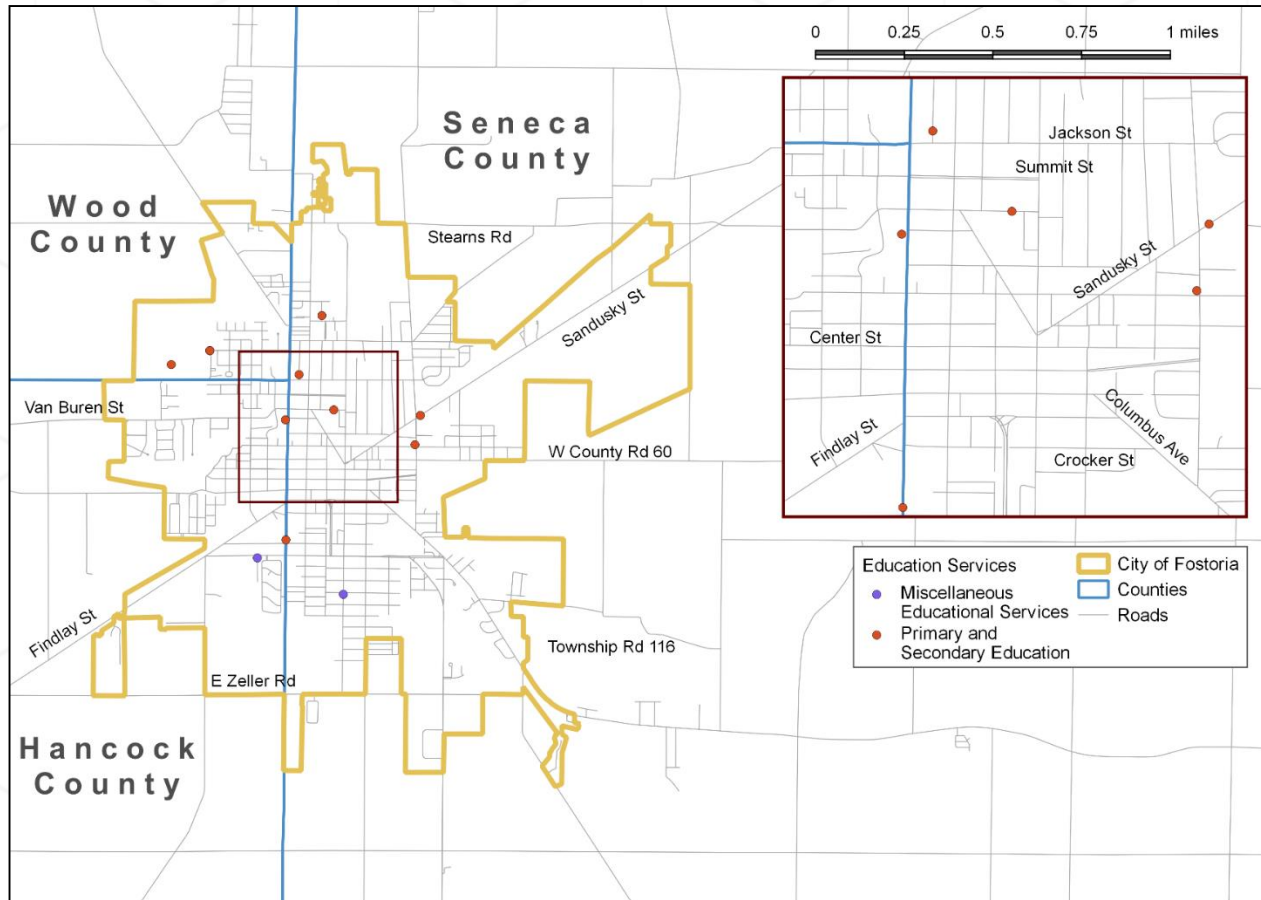 0 0.25 0.5 0.75 1 miles
Seneca
County
Wood
County
Stearns Rd
Sandusky St
Van Buren St
W County Rd 60
Findlay St
Township Rd 116
E Zeller Rd
Hancock
County
Jackson St
Summit St
Sandusky St
Center St
Columbus Ave
Findlay St
Crocker St
Education Services
Miscellaneous
Educational Services
Primary and
Secondary Education
City of Fostoria
Counties
Roads